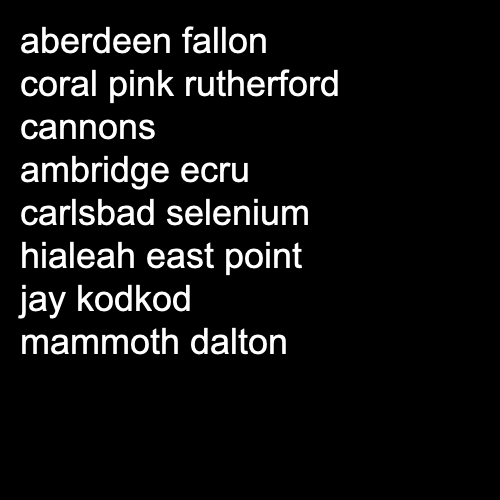 aberdeen fallon
coral pink rutherford
cannons
ambridge ecru
carlsbad selenium
hialeah east point
jay kodkod
mammoth dalton